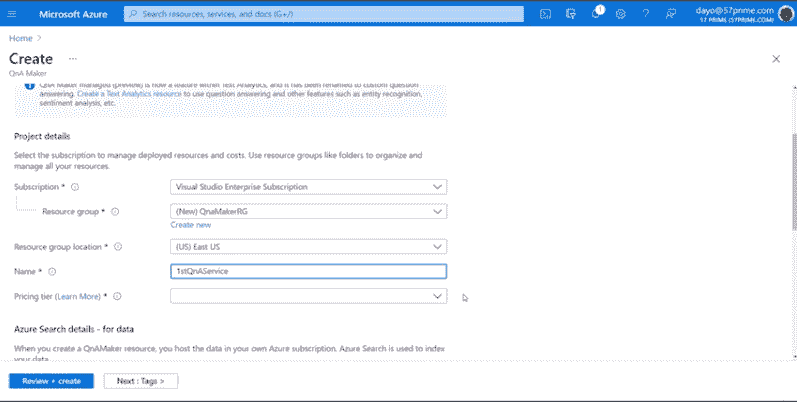 Microsoft Azure
Search resources, services, and docs (G+/)
1
dayo@57prime.com
57 PRIME (57PRIME.COM)
Home >
Create ...
QnA Maker
QnA Maker managed (preview) is now a feature within Text Analytics, and it has been renamed to custom question
answering. Create a Text Analytics resource to use question answering and other features such as entity recognition,
sentiment analysis, etc.
Project details
Select the subscription to manage deployed resources and costs. Use resource groups like folders to organize and
manage all your resources.
Subscription * Visual Studio Enterprise Subscription
Resource group * (New) QnaMakerRG
Create new
Resource group location * (US) East US
Name * 1stQnAService
Pricing tier (Learn More) *
Azure Search details - for data
When you create a QnAMaker resource, you host the data in your own Azure subscription. Azure Search is used to index
your data.
Review + create
Next : Tags >